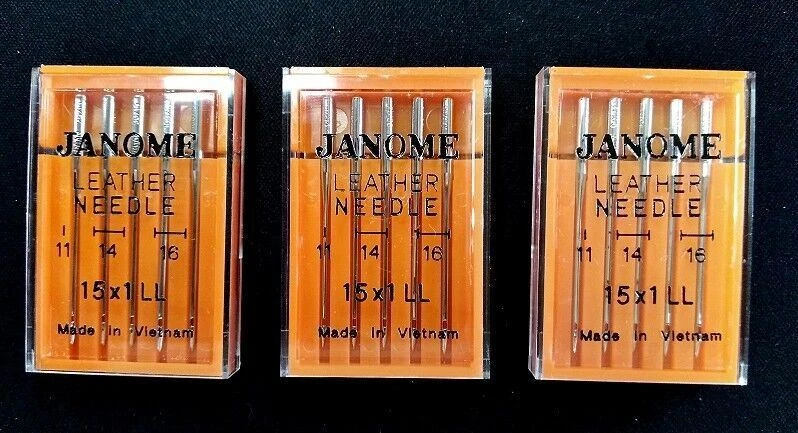 JANOME
LEATHER
NEEDLE
11 14 16
15x1 LL
Made in Vietnam
JANOME
LEATHER
NEEDLE
11 14 16
15x1 LL
Made in Vietnam
JANOME
LEATHER
NEEDLE
11 14 16
15x1 LL
Made in Vietnam